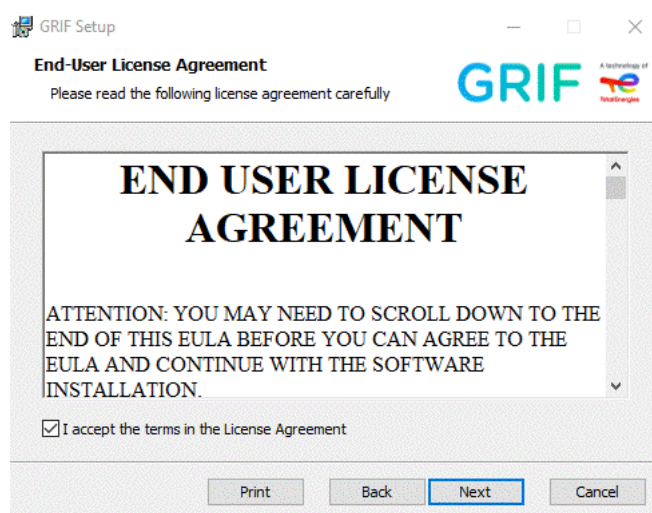 GRIF Setup
End-User License Agreement
Please read the following license agreement carefully
GRIF
A technology of
TotalEnergies
END USER LICENSE
AGREEMENT
ATTENTION: YOU MAY NEED TO SCROLL DOWN TO THE
END OF THIS EULA BEFORE YOU CAN AGREE TO THE
EULA AND CONTINUE WITH THE SOFTWARE
INSTALLATION.
I accept the terms in the License Agreement
Print Back Next Cancel